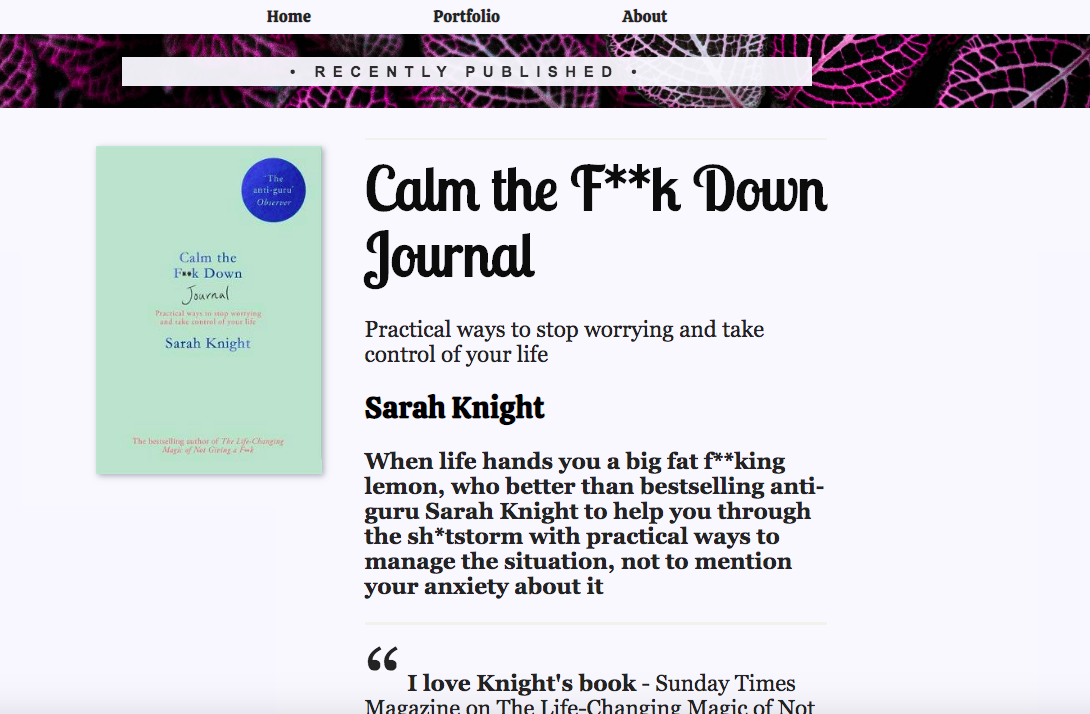 Home Portfolio About
• RECENTLY PUBLISHED •
'The
anti-guru'
Observer
Calm the
F**k Down
Journal
Practical ways to stop worrying
and take control of your life
Sarah Knight
The bestselling author of The Life-Changing
Magic of Not Giving a F**k
Calm the F**k Down
Journal
Practical ways to stop worrying and take
control of your life
Sarah Knight
When life hands you a big fat f**king
lemon, who better than bestselling anti-
guru Sarah Knight to help you through
the sh*tstorm with practical ways to
manage the situation, not to mention
your anxiety about it
“ I love Knight's book - Sunday Times
Magazine on The Life-Changing Magic of Not